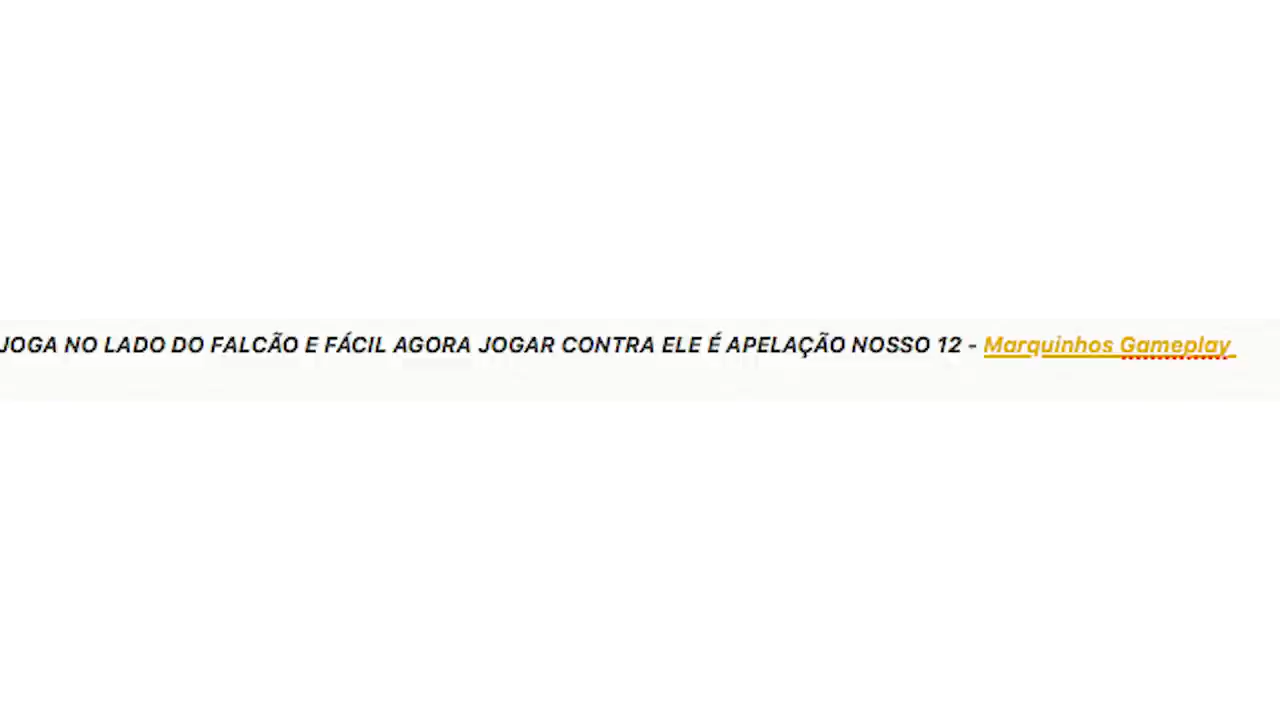 JOGA NO LADO DO FALCÃO E FÁCIL AGORA JOGAR CONTRA ELE É APELAÇÃO NOSSO 12 - Marquinhos Gameplay